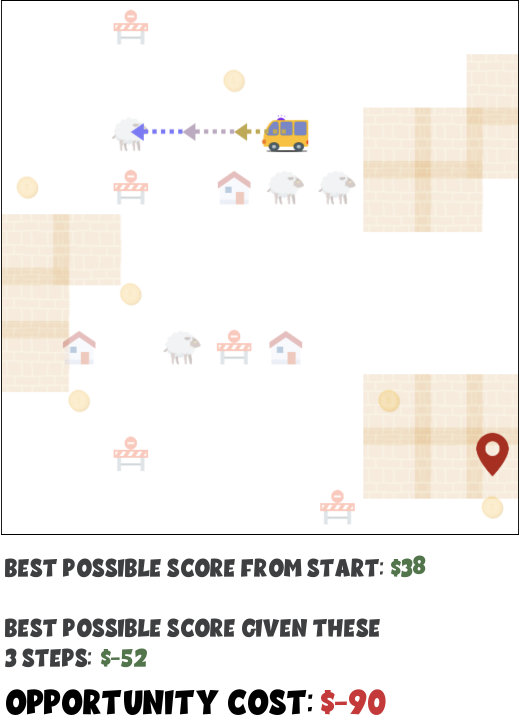 BEST POSSIBLE SCORE FROM START: $38
BEST POSSIBLE SCORE GIVEN THESE
3 STEPS: $-52
OPPORTUNITY COST: $-90